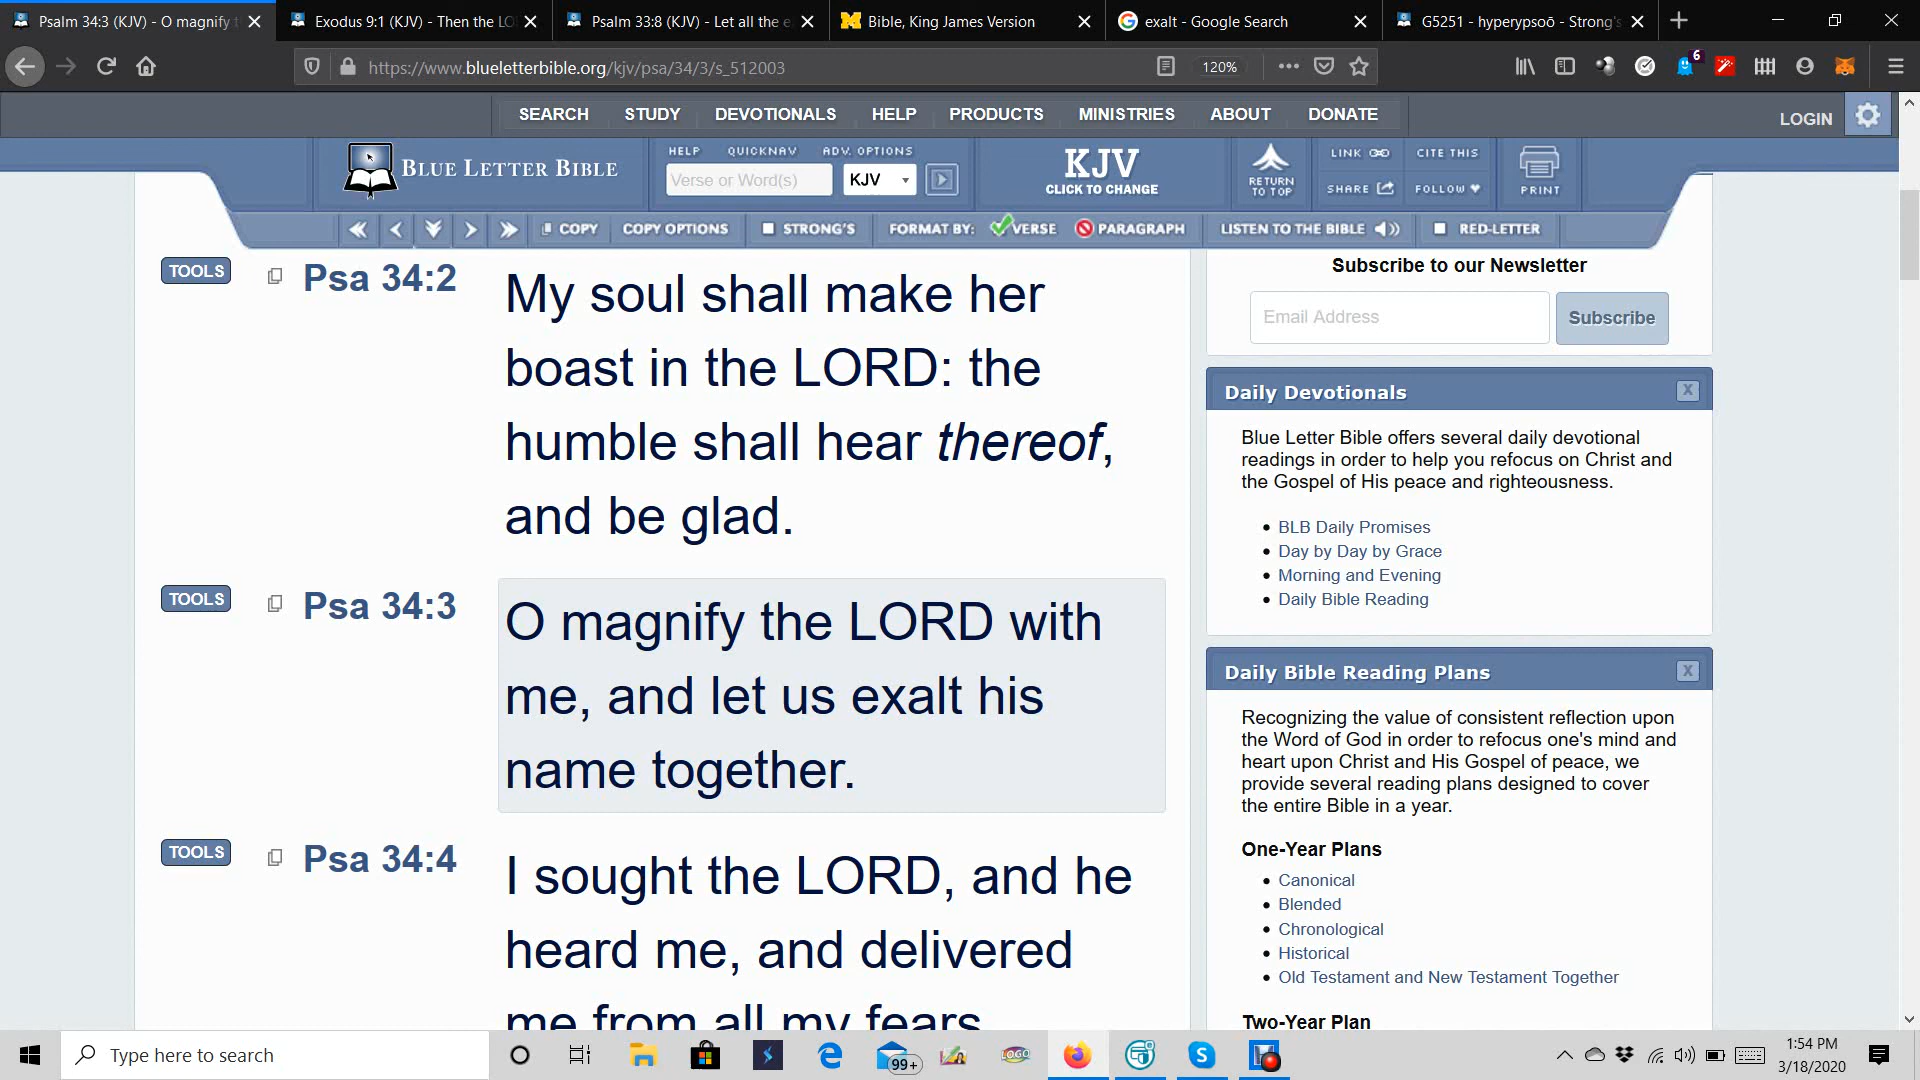 Psalm 34:3 (KJV) - O magnify t
Exodus 9:1 (KJV) - Then the LO
Psalm 33:8 (KJV) - Let all the e
Bible, King James Version
exalt - Google Search
G5251 - hyperypsoō - Strong's
https://www.blueletterbible.org/kjv/psa/34/3/s_512003
120%
6
SEARCH STUDY DEVOTIONALS HELP PRODUCTS MINISTRIES ABOUT DONATE
LOGIN
BLUE LETTER BIBLE
HELP QUICKNAV ADV. OPTIONS
Verse or Word(s)
KJV
KJV
CLICK TO CHANGE
RETURN
TO TOP
LINK CITE THIS
SHARE FOLLOW
PRINT
COPY COPY OPTIONS STRONG'S FORMAT BY: VERSE PARAGRAPH LISTEN TO THE BIBLE RED-LETTER
TOOLS
Psa 34:2
My soul shall make her
boast in the LORD: the
humble shall hear thereof,
and be glad.
TOOLS
Psa 34:3
O magnify the LORD with
me, and let us exalt his
name together.
TOOLS
Psa 34:4
I sought the LORD, and he
heard me, and delivered
me from all my fears.
Subscribe to our Newsletter
Email Address
Subscribe
Daily Devotionals
X
Blue Letter Bible offers several daily devotional
readings in order to help you refocus on Christ and
the Gospel of His peace and righteousness.
BLB Daily Promises
Day by Day by Grace
Morning and Evening
Daily Bible Reading
Daily Bible Reading Plans
X
Recognizing the value of consistent reflection upon
the Word of God in order to refocus one's mind and
heart upon Christ and His Gospel of peace, we
provide several reading plans designed to cover
the entire Bible in a year.
One-Year Plans
Canonical
Blended
Chronological
Historical
Old Testament and New Testament Together
Two-Year Plan
Type here to search
99+
LOGO
1:54 PM
3/18/2020